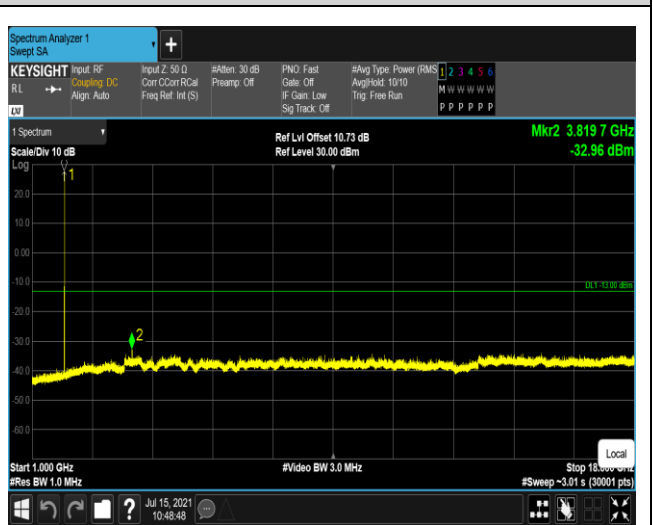 Spectrum Analyzer 1
Swept SA
KEYSIGHT
RL
LXI
Input: RF
Coupling: DC
Align: Auto
Input Z: 50 Ω
Corr CCorr RCal
Freq Ref: Int (S)
#Atten: 30 dB
Preamp: Off
PNO: Fast
Gate: Off
IF Gain: Low
Sig Track: Off
#Avg Type: Power (RMS
Avg|Hold: 10/10
Trig: Free Run
1 2 3 4 5 6
M W W W W W
P P P P P P
1 Spectrum
Scale/Div 10 dB
Log
Ref Lvl Offset 10.73 dB
Ref Level 30.00 dBm
Mkr2 3.819 7 GHz
-32.96 dBm
1
20.0
10.0
0.00
-10.0
DL1 -13.00 dBm
-20.0
-30.0
2
-40.0
-50.0
-60.0
Local
Start 1.000 GHz
#Res BW 1.0 MHz
#Video BW 3.0 MHz
Stop 18.000 GHz
#Sweep ~3.01 s (30001 pts)
?
Jul 15, 2021
10:48:48